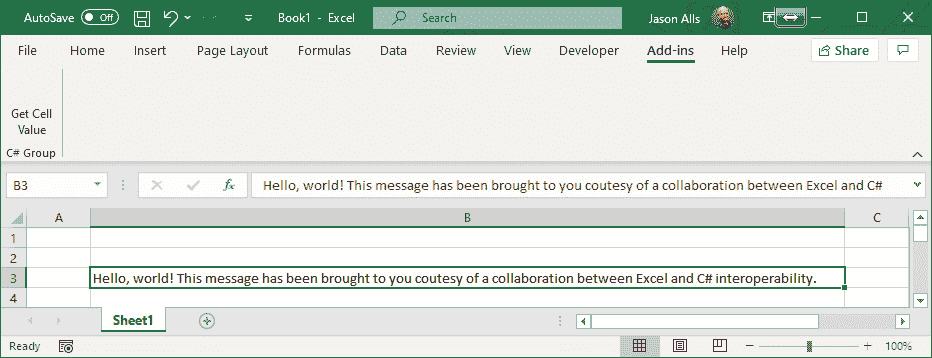 AutoSave Off Book1 - Excel Search Jason Alls
File Home Insert Page Layout Formulas Data Review View Developer Add-ins Help Share
Get Cell
Value
C# Group
B3 fx Hello, world! This message has been brought to you coutesy of a collaboration between Excel and C#
A B C
1
2
3 Hello, world! This message has been brought to you coutesy of a collaboration between Excel and C# interoperability.
4
Sheet1
Ready 100%